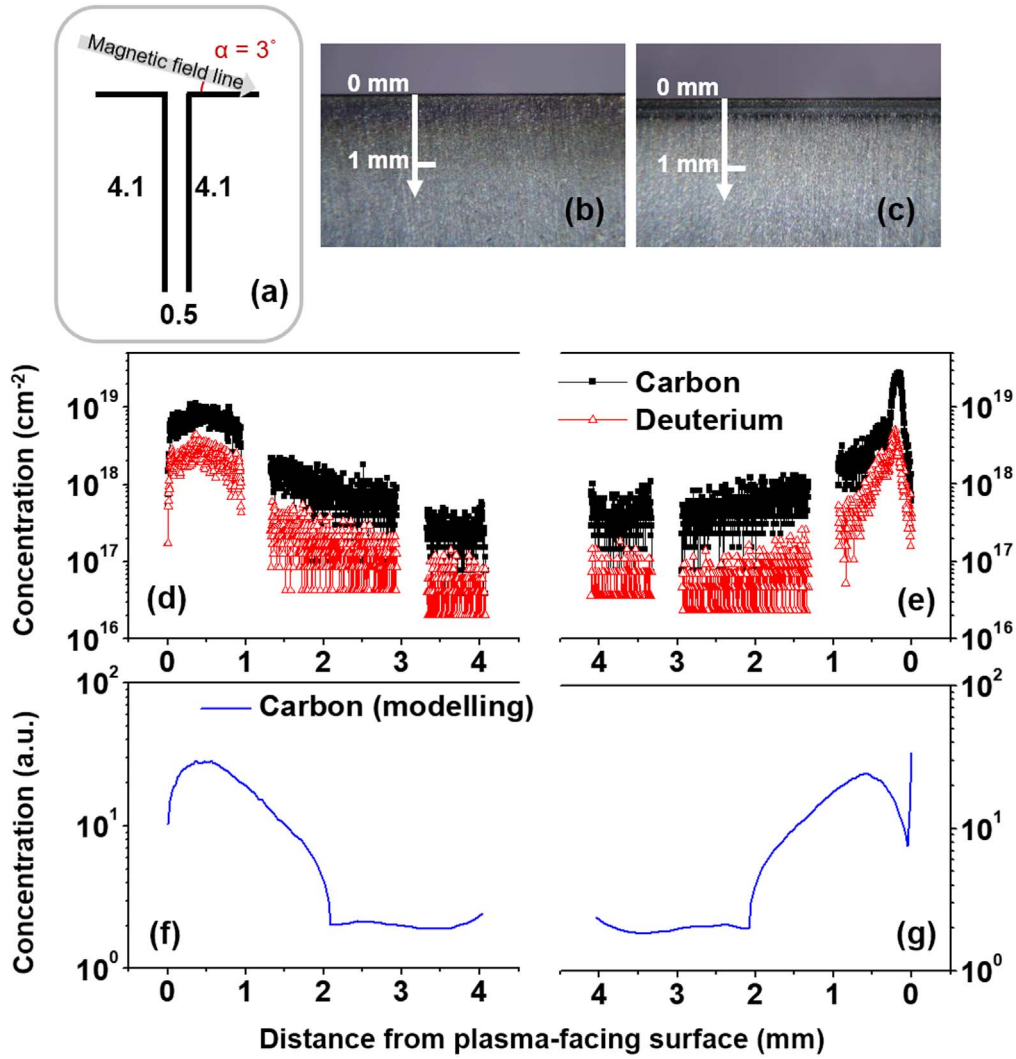 α = 3°
Magnetic field line
4.1 4.1
0.5
(a)
0 mm
1 mm
(b)
0 mm
1 mm
(c)
Concentration (cm⁻²)
10¹⁹
10¹⁸
10¹⁷
10¹⁶
(d)
0 1 2 3 4
Carbon
Deuterium
10¹⁹
10¹⁸
10¹⁷
10¹⁶
(e)
4 3 2 1 0
Concentration (a.u.)
10²
10¹
10⁰
Carbon (modelling)
(f)
0 1 2 3 4
10²
10¹
10⁰
(g)
4 3 2 1 0
Distance from plasma-facing surface (mm)